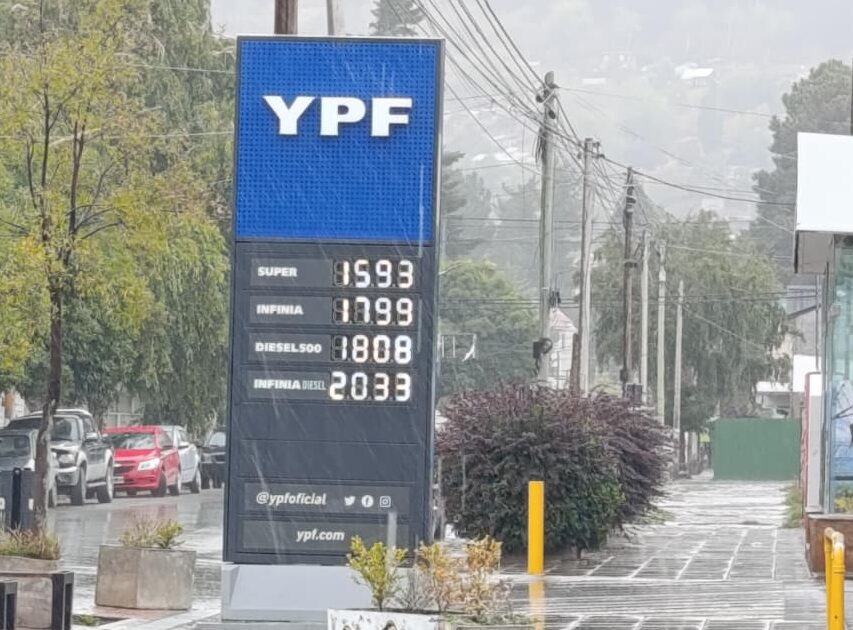 YPF
SUPER 1593
INFINIA 1799
DIESEL500 1808
INFINIA DIESEL 2033
@ypfoficial
ypf.com